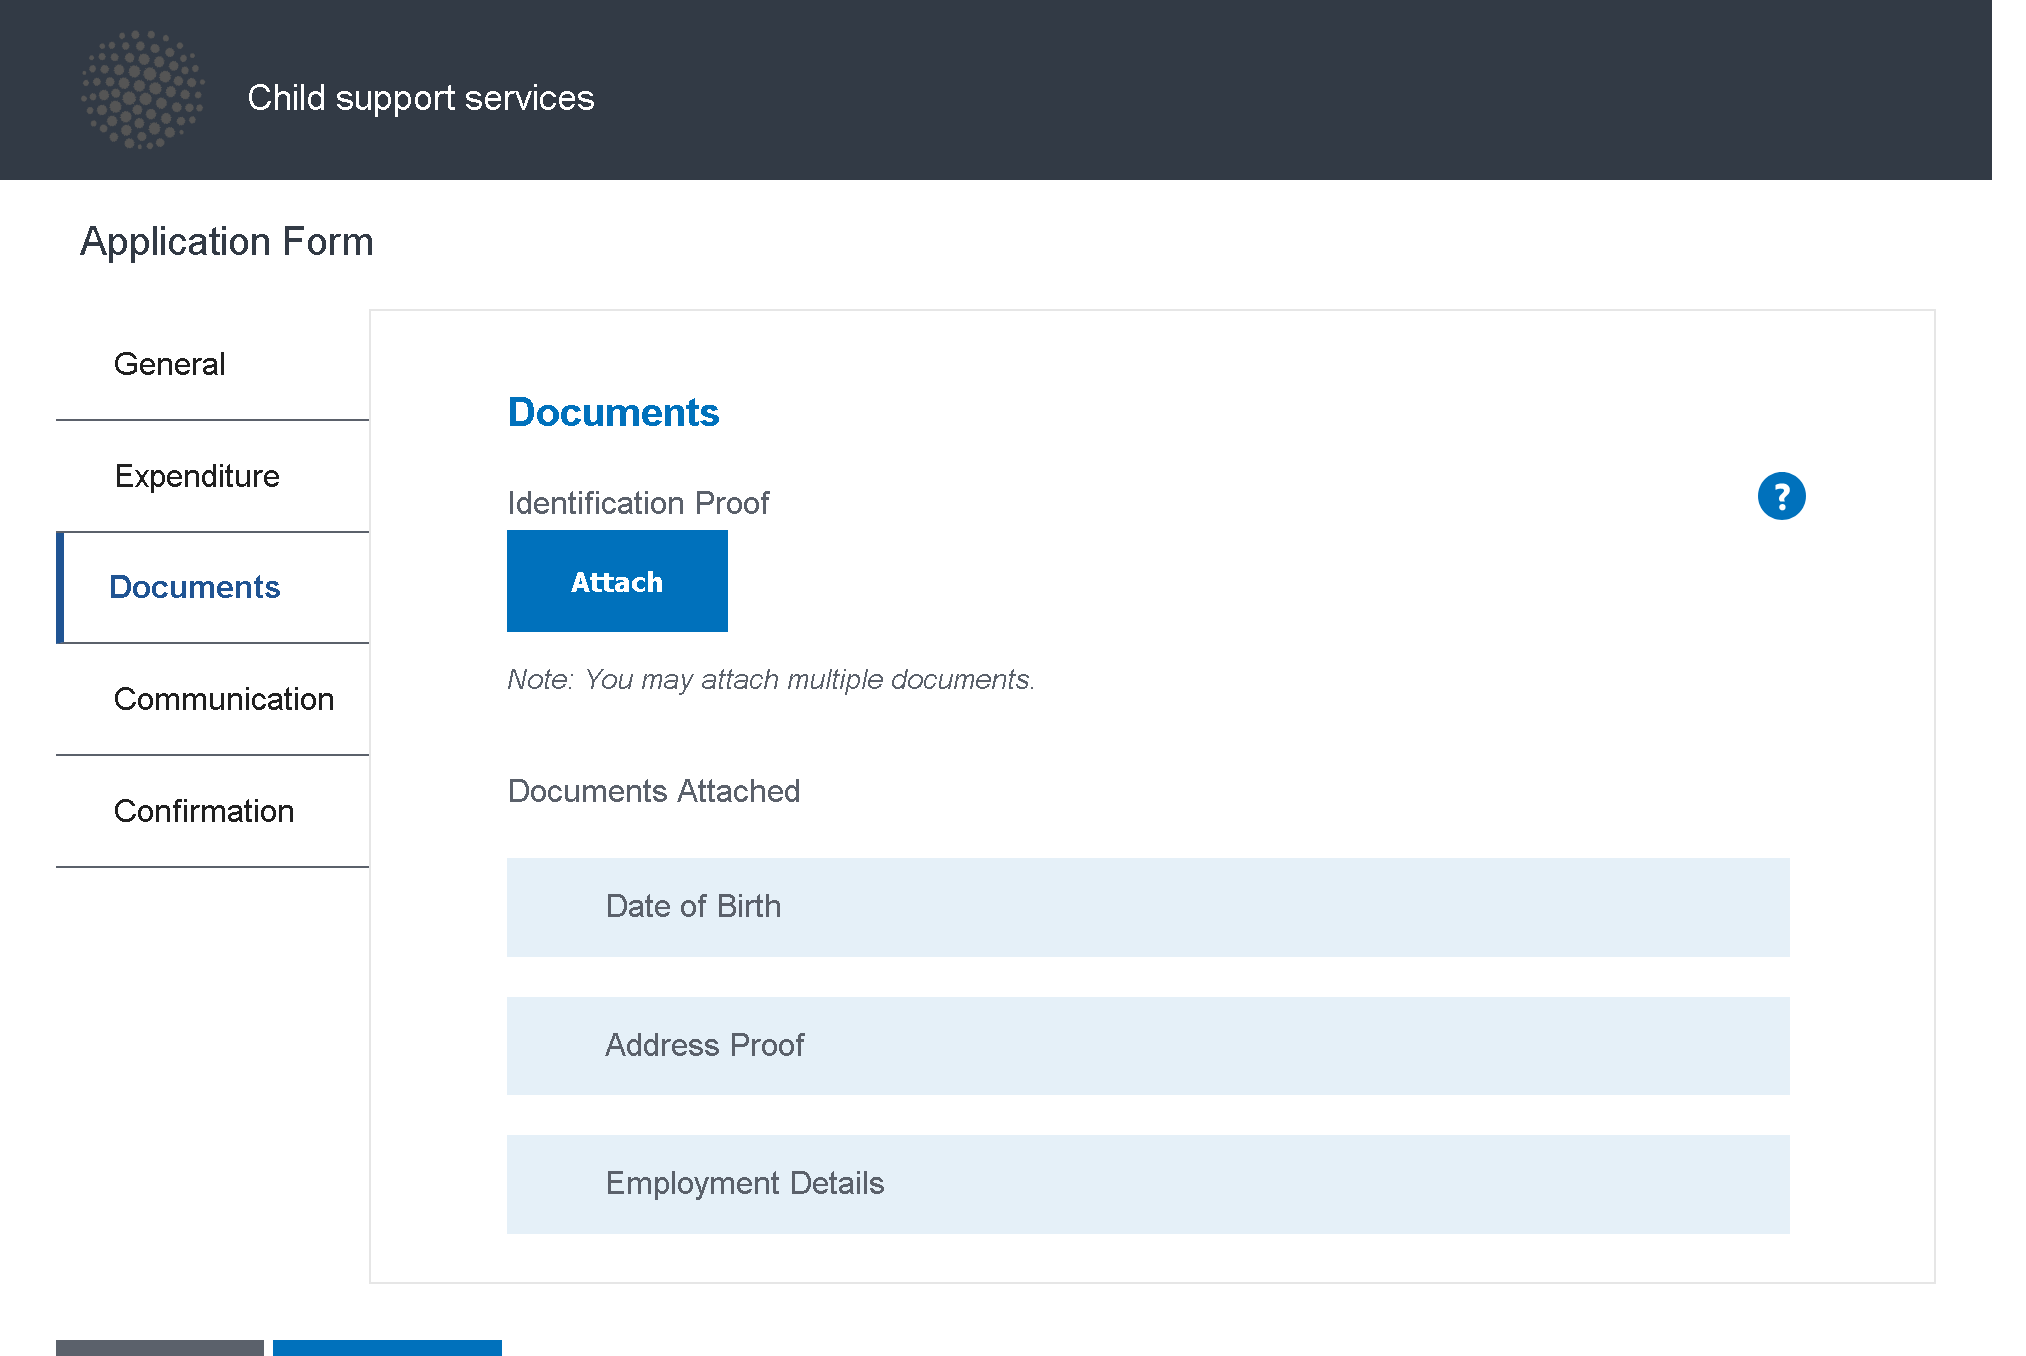 Child support services
Application Form
General
Expenditure
Documents
Communication
Confirmation
Documents
Identification Proof
?
Attach
Note: You may attach multiple documents.
Documents Attached
Date of Birth
Address Proof
Employment Details